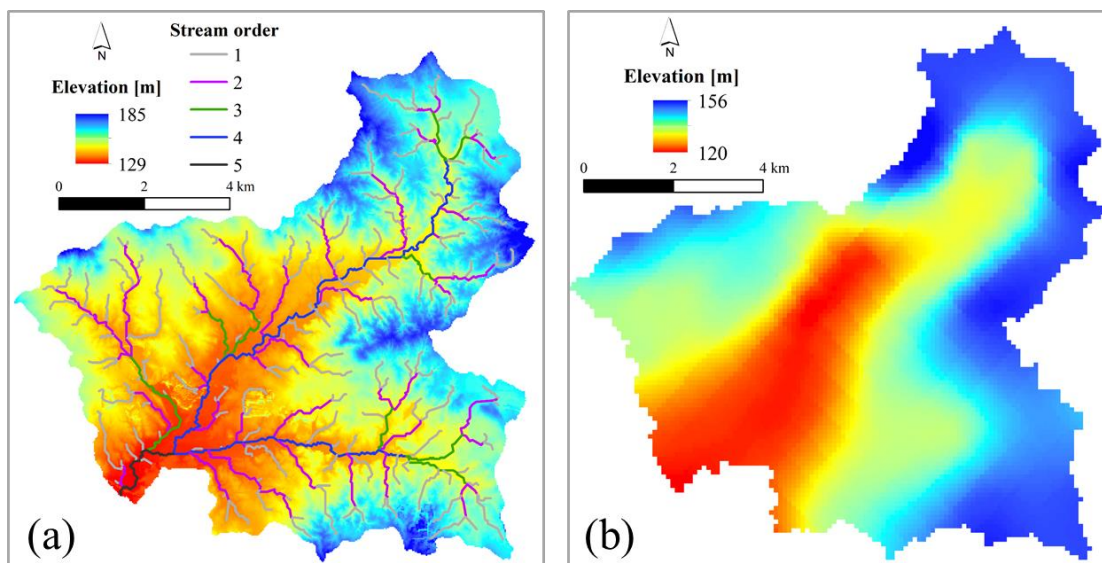 Stream order
1
N
2
Elevation [m]
3
185
4
129
5
0 2 4 km
(a)
N
Elevation [m]
156
120
0 2 4 km
(b)